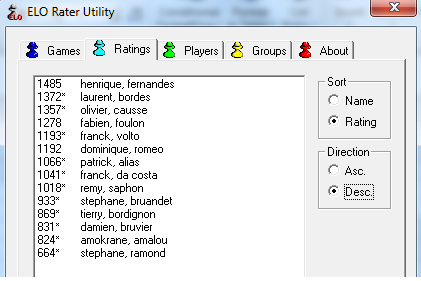 ELO Rater Utility
Games Ratings Players Groups About
1485 henrique, fernandes
1372* laurent, bordes
1357* olivier, causse
1278 fabien, foulon
1193* franck, volto
1192 dominique, romeo
1066* patrick, alias
1041* franck, da costa
1018* remy, saphon
933* stephane, bruandet
869* tierry, bordignon
831* damien, bruvier
824* amokrane, amalou
664* stephane, ramond
Sort
Name
Rating
Direction
Asc.
Desc.